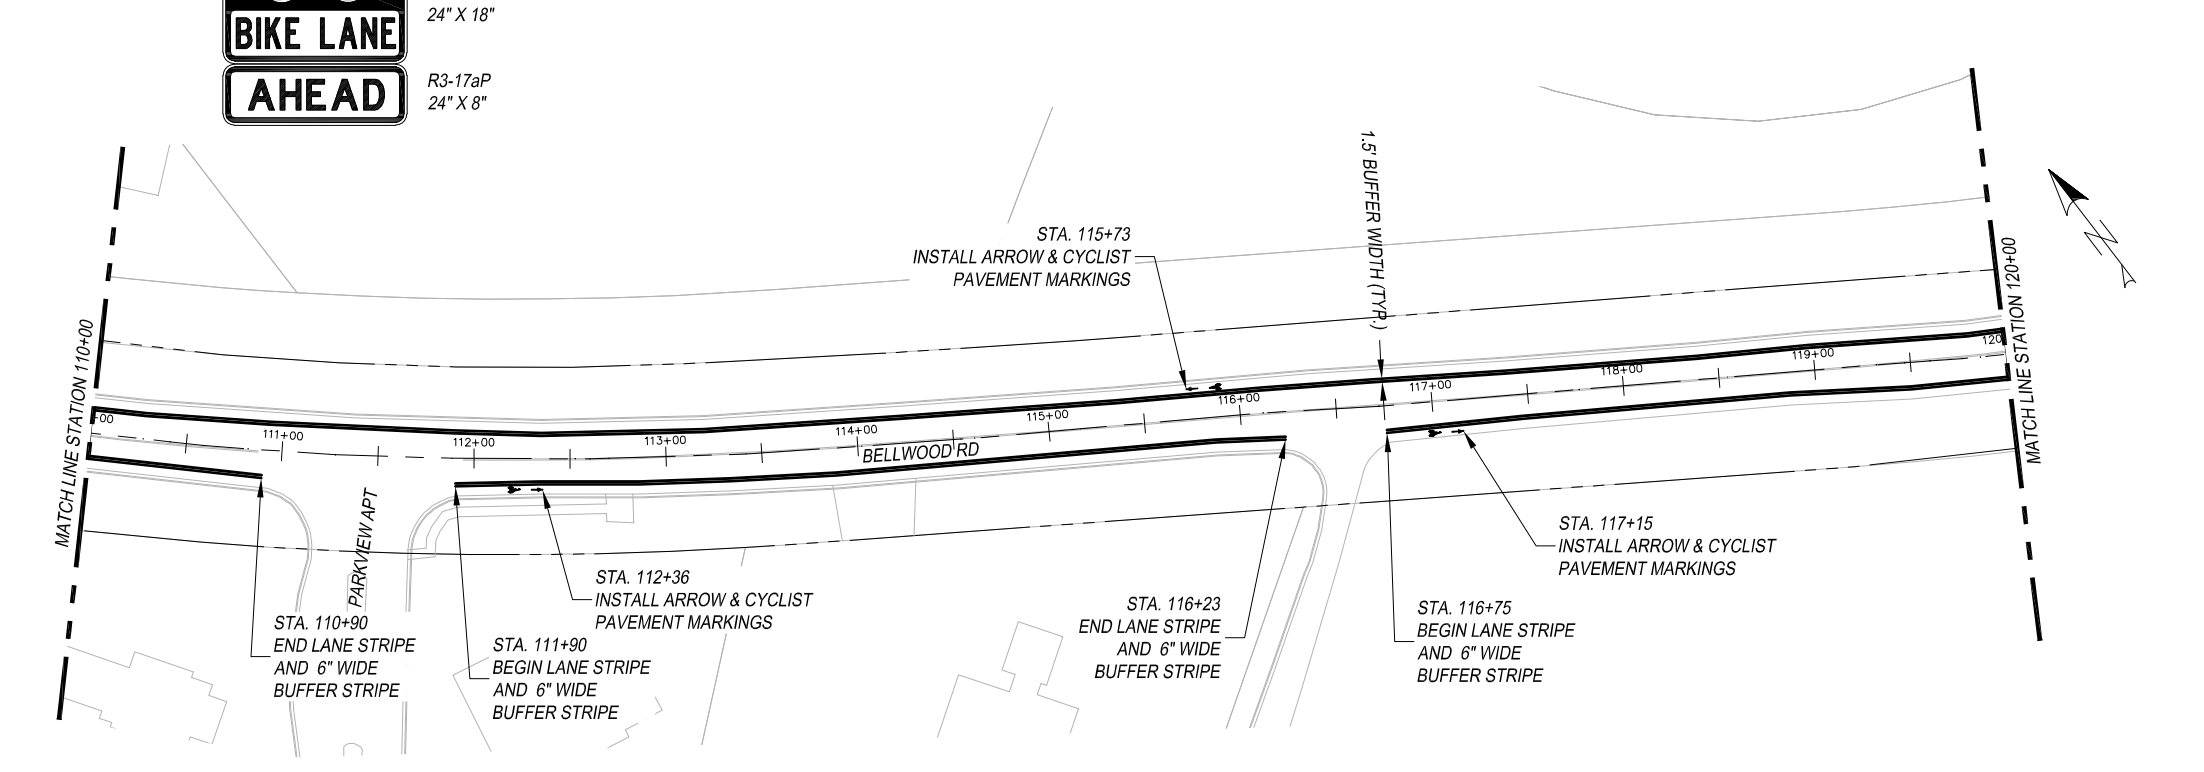 24" X 18"
BIKE LANE
AHEAD
R3-17aP
24" X 8"
1.5' BUFFER WIDTH (TYP.)
STA. 115+73
INSTALL ARROW & CYCLIST
PAVEMENT MARKINGS
MATCH LINE STATION 110+00
MATCH LINE STATION 120+00
+00
111+00
112+00
113+00
114+00
115+00
116+00
117+00
118+00
119+00
120
BELLWOOD RD
PARKVIEW APT
STA. 110+90
END LANE STRIPE
AND 6" WIDE
BUFFER STRIPE
STA. 111+90
BEGIN LANE STRIPE
AND 6" WIDE
BUFFER STRIPE
STA. 112+36
INSTALL ARROW & CYCLIST
PAVEMENT MARKINGS
STA. 116+23
END LANE STRIPE
AND 6" WIDE
BUFFER STRIPE
STA. 116+75
BEGIN LANE STRIPE
AND 6" WIDE
BUFFER STRIPE
STA. 117+15
INSTALL ARROW & CYCLIST
PAVEMENT MARKINGS
N